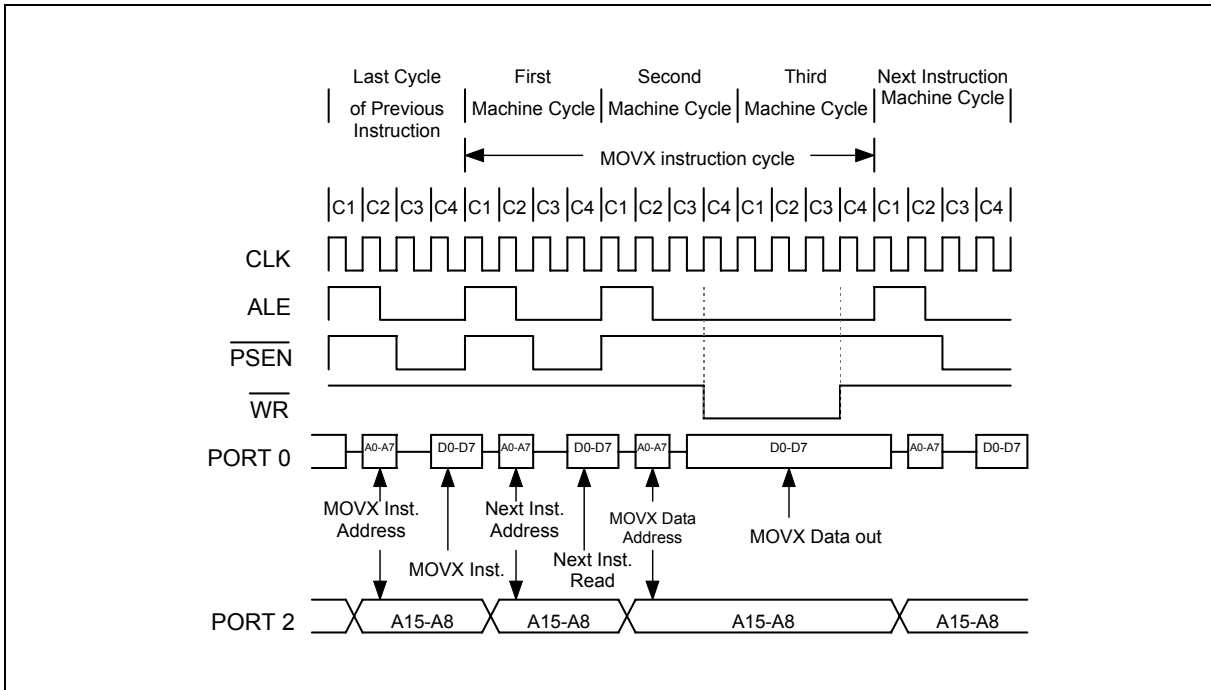 Last Cycle
of Previous
Instruction
First
Machine Cycle
Second
Machine Cycle
Third
Machine Cycle
Next Instruction
Machine Cycle
MOVX instruction cycle
C1 C2 C3 C4 C1 C2 C3 C4 C1 C2 C3 C4 C1 C2 C3 C4 C1 C2 C3 C4
CLK
ALE
PSEN
WR
PORT 0
A0-A7 D0-D7 A0-A7 D0-D7 A0-A7 D0-D7 A0-A7 D0-D7
MOVX Inst.
Address
MOVX Inst.
Next Inst.
Address
Next Inst.
Read
MOVX Data
Address
MOVX Data out
PORT 2
A15-A8 A15-A8 A15-A8 A15-A8